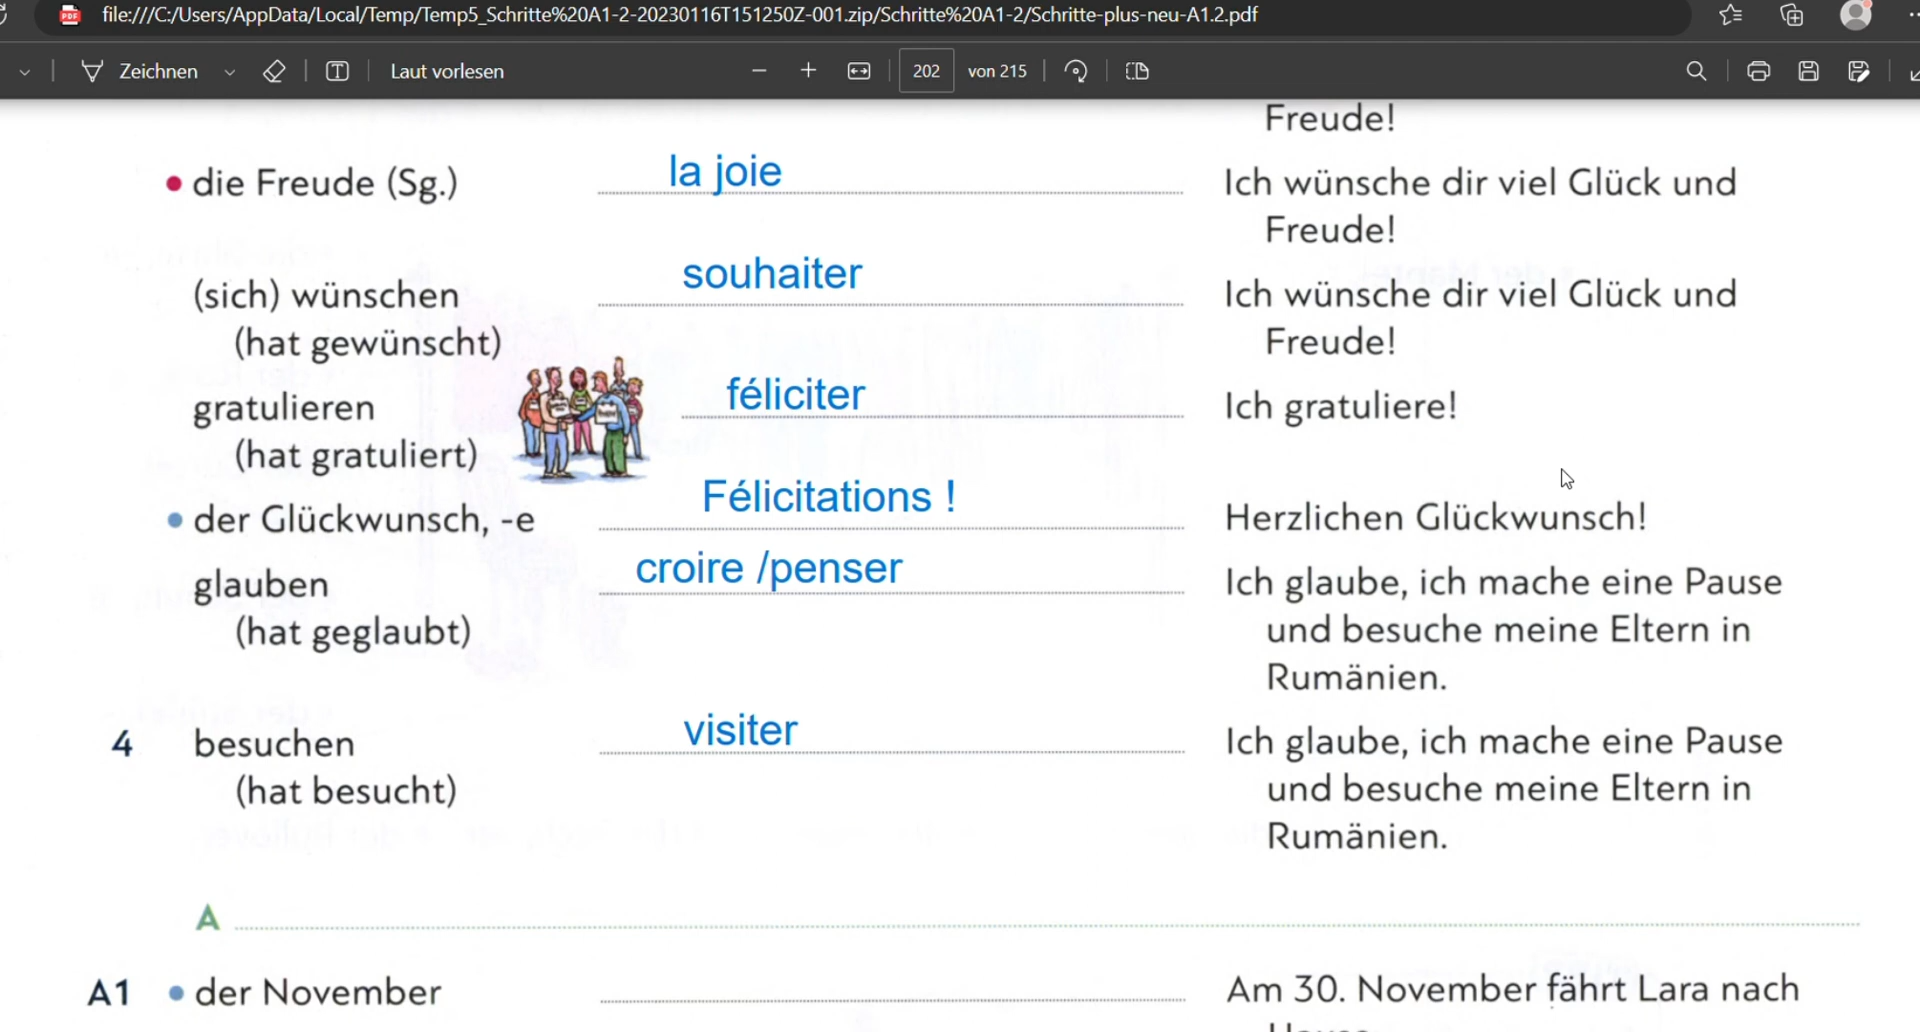 file:///C:/Users/AppData/Local/Temp/Temp5_Schritte%20A1-2-20230116T151250Z-001.zip/Schritte%20A1-2/Schritte-plus-neu-A1.2.pdf
Zeichnen Laut vorlesen 202 von 215
Freude!
die Freude (Sg.) la joie Ich wünsche dir viel Glück und
Freude!
(sich) wünschen souhaiter Ich wünsche dir viel Glück und
(hat gewünscht) Freude!
gratulieren féliciter Ich gratuliere!
(hat gratuliert)
der Glückwunsch, -e Félicitations ! Herzlichen Glückwunsch!
glauben croire /penser Ich glaube, ich mache eine Pause
(hat geglaubt) und besuche meine Eltern in
Rumänien.
4 besuchen visiter Ich glaube, ich mache eine Pause
(hat besucht) und besuche meine Eltern in
Rumänien.
A
A1 der November Am 30. November fährt Lara nach